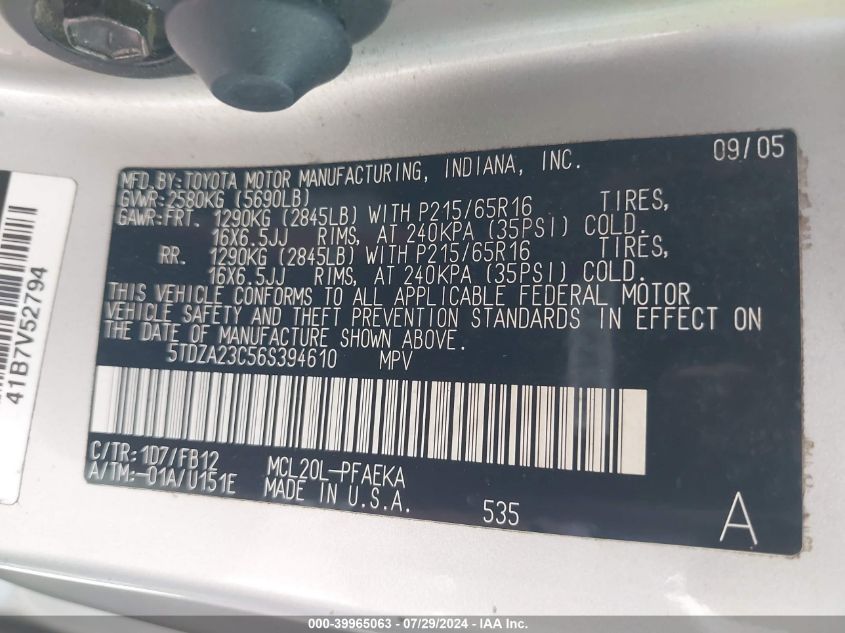 09/05
MFD.BY:TOYOTA MOTOR MANUFACTURING, INDIANA, INC.
GVWR:2580KG (5690LB)
GAWR:FRT. 1290KG (2845LB) WITH P215/65R16 TIRES,
16X6.5JJ RIMS, AT 240KPA (35PSI) COLD.
RR. 1290KG (2845LB) WITH P215/65R16 TIRES,
16X6.5JJ RIMS, AT 240KPA (35PSI) COLD.
THIS VEHICLE CONFORMS TO ALL APPLICABLE FEDERAL MOTOR
VEHICLE SAFETY AND THEFT PREVENTION STANDARDS IN EFFECT ON
THE DATE OF MANUFACTURE SHOWN ABOVE.
5TDZA23C56S394610 MPV
C/TR:1D7/FB12 MCL20L-PFAEKA
A/TM:-01A/U151E MADE IN U.S.A. 535 A
41B7V52794
© - 39965063 - 07/29/2024 - IAA Inc.